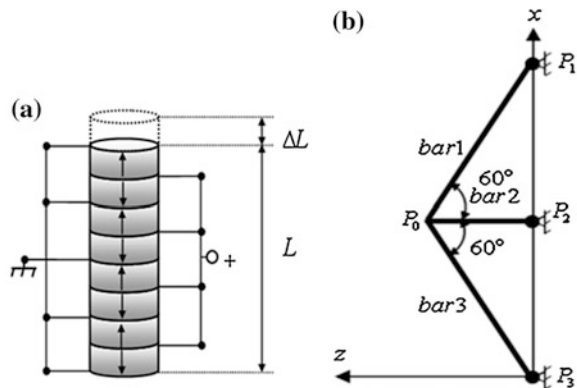 (a)
ΔL
L
+
(b)
x
P₁
bar1
60°
bar2
P₀
P₂
60°
bar3
z
P₃